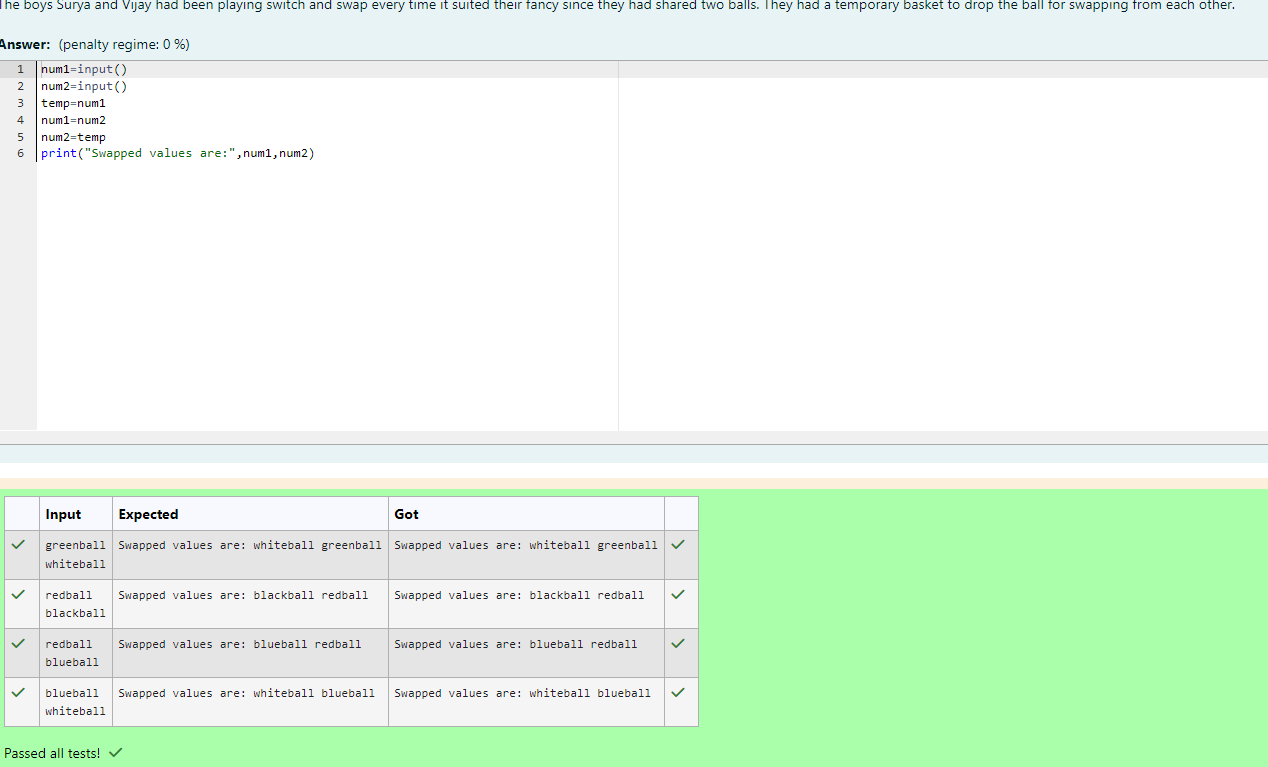 The boys Surya and Vijay had been playing switch and swap every time it suited their fancy since they had shared two balls. They had a temporary basket to drop the ball for swapping from each other.
Answer: (penalty regime: 0 %)
1 num1=input()
2 num2=input()
3 temp=num1
4 num1=num2
5 num2=temp
6 print("Swapped values are:",num1,num2)
Input Expected Got
greenball Swapped values are: whiteball greenball Swapped values are: whiteball greenball
whiteball
redball Swapped values are: blackball redball Swapped values are: blackball redball
blackball
redball Swapped values are: blueball redball Swapped values are: blueball redball
blueball
blueball Swapped values are: whiteball blueball Swapped values are: whiteball blueball
whiteball
Passed all tests!